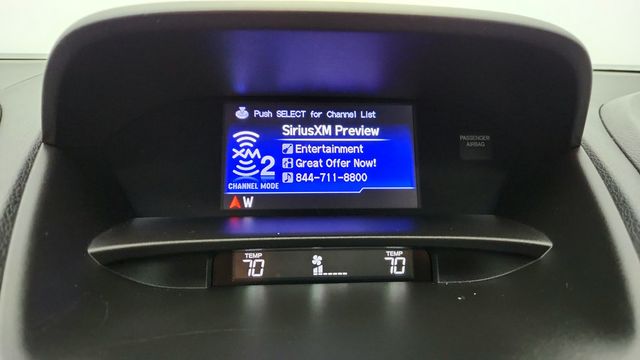 Push SELECT for Channel List
SiriusXM Preview
Entertainment
Great Offer Now!
844-711-8800
XM 2
CHANNEL MODE
W
PASSENGER
AIRBAG
TEMP
70
TEMP
70